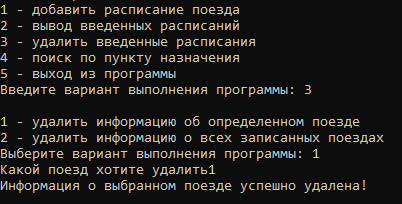 1 - добавить расписание поезда
2 - вывод введенных расписаний
3 - удалить введенные расписания
4 - поиск по пункту назначения
5 - выход из программы
Введите вариант выполнения программы: 3
1 - удалить информацию об определенном поезде
2 - удалить информацию о всех записанных поездах
Выберите вариант выполнения программы: 1
Какой поезд хотите удалить1
Информация о выбранном поезде успешно удалена!